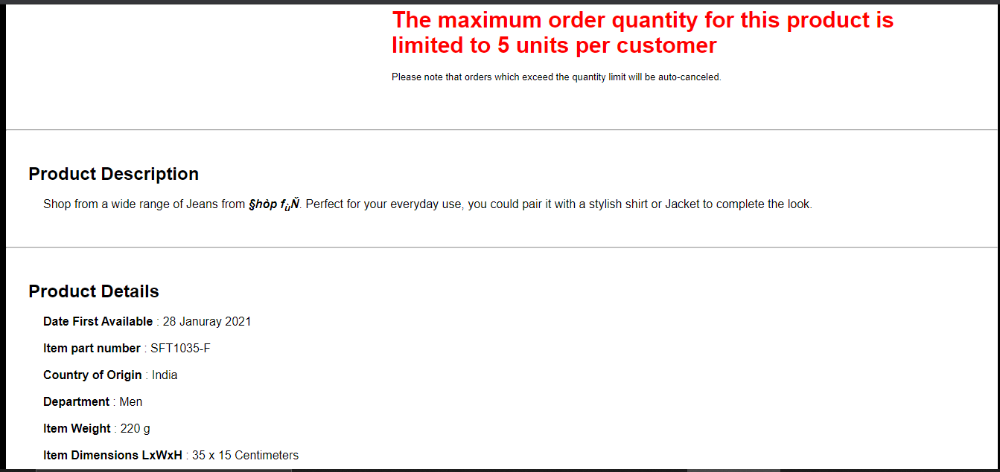 The maximum order quantity for this product is
limited to 5 units per customer
Please note that orders which exceed the quantity limit will be auto-canceled.
Product Description
Shop from a wide range of Jeans from §hòp fùÑ. Perfect for your everyday use, you could pair it with a stylish shirt or Jacket to complete the look.
Product Details
Date First Available : 28 Januray 2021
Item part number : SFT1035-F
Country of Origin : India
Department : Men
Item Weight : 220 g
Item Dimensions LxWxH : 35 x 15 Centimeters